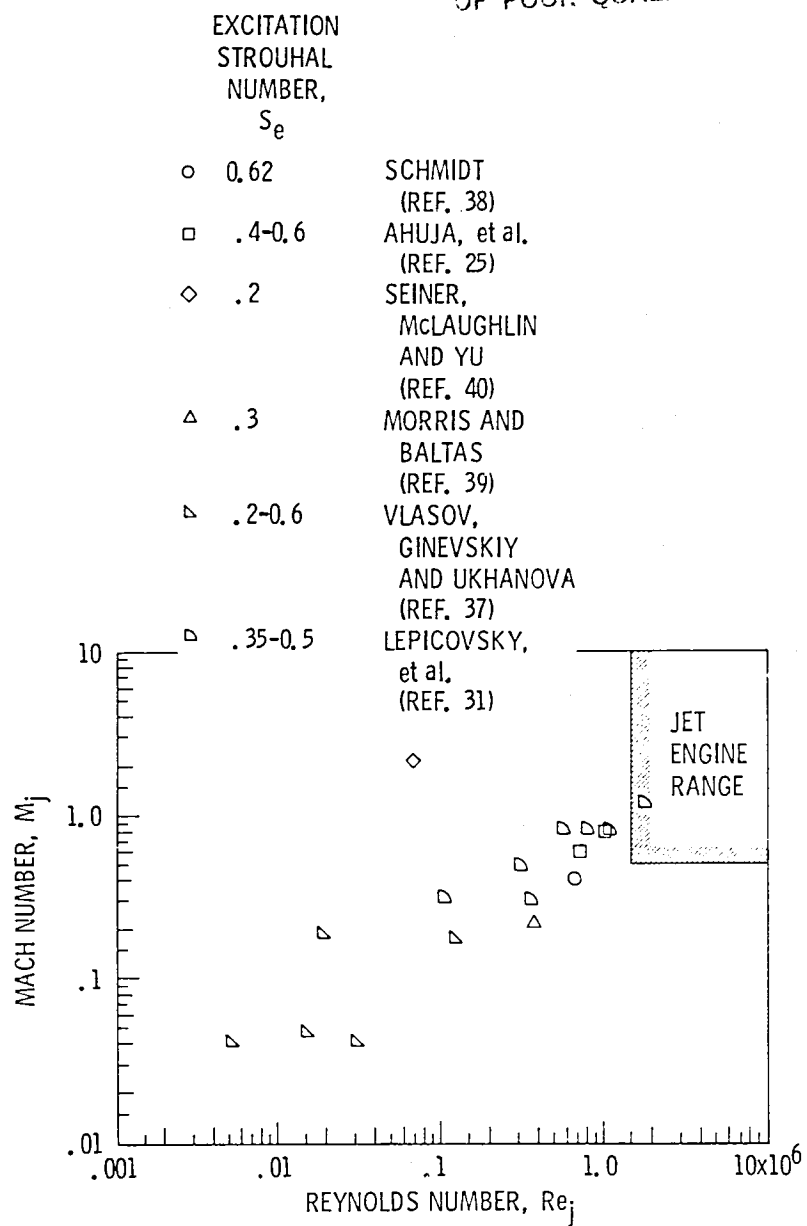 OF POOR
EXCITATION
STROUHAL
NUMBER,
Se
0.62 SCHMIDT
(REF. 38)
.4-0.6 AHUJA, et al.
(REF. 25)
.2 SEINER,
McLAUGHLIN
AND YU
(REF. 40)
.3 MORRIS AND
BALTAS
(REF. 39)
.2-0.6 VLASOV,
GINEVSKIY
AND UKHANOVA
(REF. 37)
.35-0.5 LEPICOVSKY,
et al.
(REF. 31)
10
1.0
.1
.01
MACH NUMBER, Mj
JET
ENGINE
RANGE
.001 .01 .1 1.0 10x10⁶
REYNOLDS NUMBER, Rej